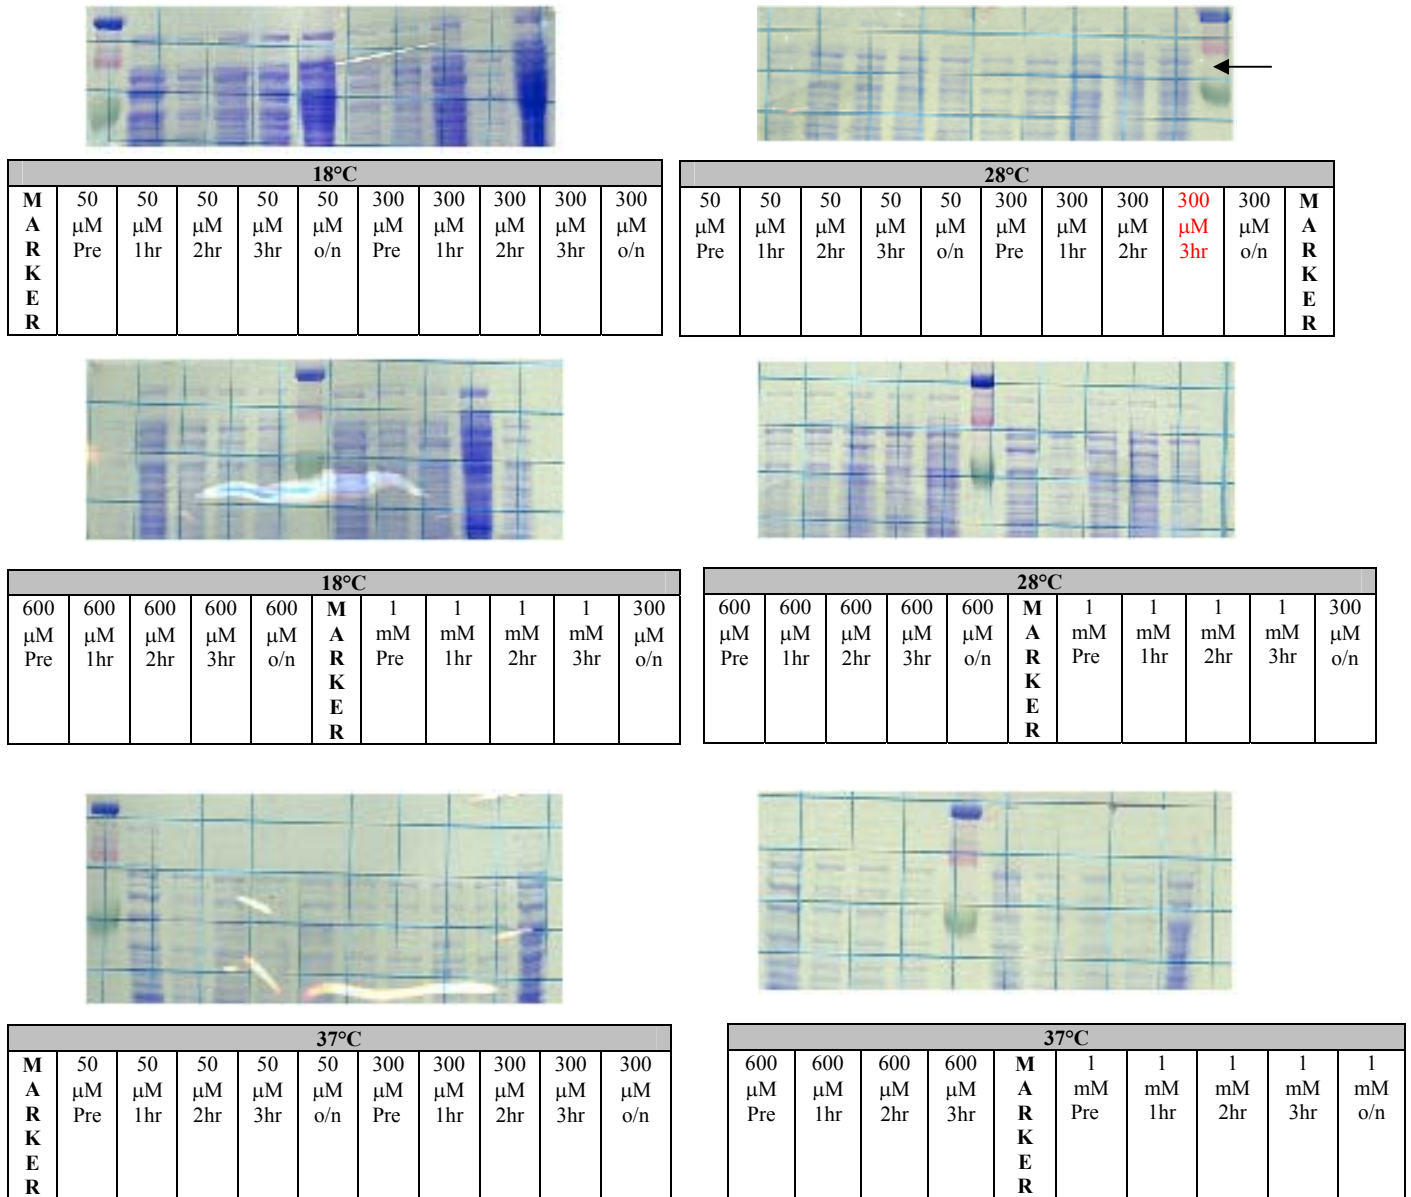 18°C
M A R K E R
50 µM Pre
50 µM 1hr
50 µM 2hr
50 µM 3hr
50 µM o/n
300 µM Pre
300 µM 1hr
300 µM 2hr
300 µM 3hr
300 µM o/n
28°C
50 µM Pre
50 µM 1hr
50 µM 2hr
50 µM 3hr
50 µM o/n
300 µM Pre
300 µM 1hr
300 µM 2hr
300 µM 3hr
300 µM o/n
M A R K E R
18°C
600 µM Pre
600 µM 1hr
600 µM 2hr
600 µM 3hr
600 µM o/n
M A R K E R
1 mM Pre
1 mM 1hr
1 mM 2hr
1 mM 3hr
300 µM o/n
28°C
600 µM Pre
600 µM 1hr
600 µM 2hr
600 µM 3hr
600 µM o/n
M A R K E R
1 mM Pre
1 mM 1hr
1 mM 2hr
1 mM 3hr
300 µM o/n
37°C
M A R K E R
50 µM Pre
50 µM 1hr
50 µM 2hr
50 µM 3hr
50 µM o/n
300 µM Pre
300 µM 1hr
300 µM 2hr
300 µM 3hr
300 µM o/n
37°C
600 µM Pre
600 µM 1hr
600 µM 2hr
600 µM 3hr
M A R K E R
1 mM Pre
1 mM 1hr
1 mM 2hr
1 mM 3hr
1 mM o/n